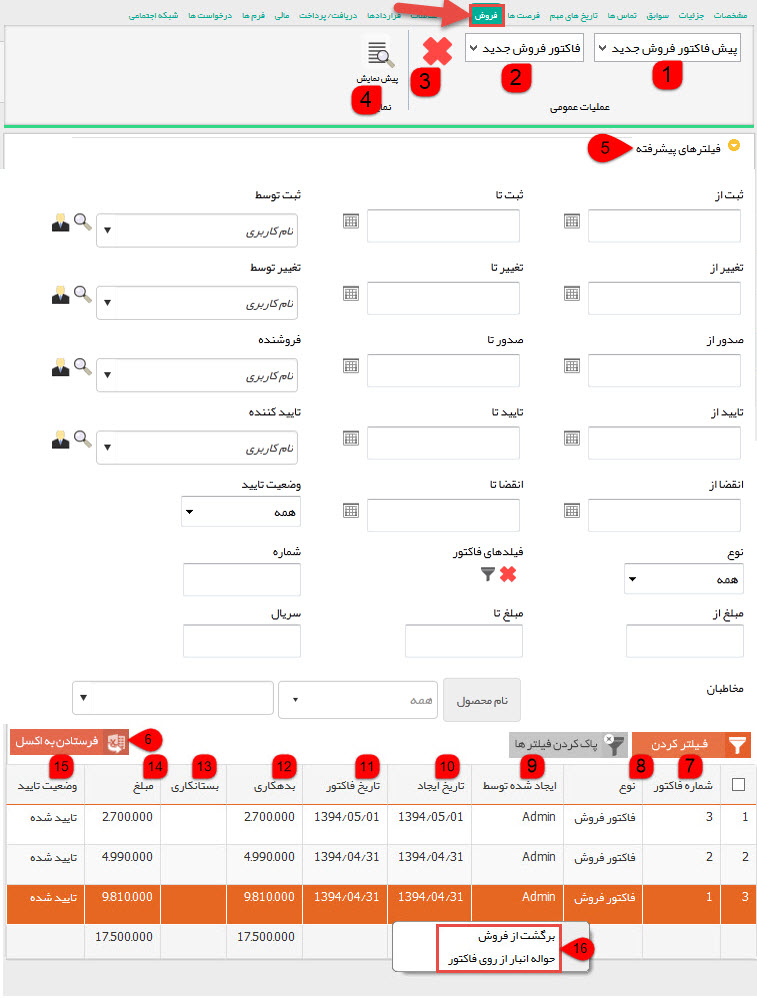 مشخصات جزئیات سوابق تماس ها تاریخ های مهم فرصت ها فروش قراردادها دریافت/ پرداخت مالی فرم ها درخواست ها شبکه اجتماعی
پیش فاکتور فروش جدید فاکتور فروش جدید
1 2 3
پیش نمایش
4
عملیات عمومی
فیلترهای پیشرفته 5
ثبت از ثبت تا ثبت توسط
نام کاربری
تغییر از تغییر تا تغییر توسط
نام کاربری
صدور از صدور تا فروشنده
نام کاربری
تایید از تایید تا تایید کننده
نام کاربری
انقضا از انقضا تا وضعیت تایید
همه
نوع فیلدهای فاکتور شماره
همه
مبلغ از مبلغ تا سریال
مخاطبان
نام محصول همه
فیلتر کردن پاک کردن فیلتر ها 6 فرستادن به اکسل
7 8 9 10 11 12 13 14 15
شماره فاکتور نوع ایجاد شده توسط تاریخ ایجاد تاریخ فاکتور بدهکاری بستانکاری مبلغ وضعیت تایید
1 3 فاکتور فروش Admin 1394/05/01 1394/05/01 2.700.000 2.700.000 تایید شده
2 2 فاکتور فروش Admin 1394/04/31 1394/04/31 4.990.000 4.990.000 تایید شده
3 1 فاکتور فروش Admin 1394/04/31 1394/04/31 9.810.000 9.810.000 تایید شده
17.500.000 17.500.000
برگشت از فروش
حواله انبار از روی فاکتور
16